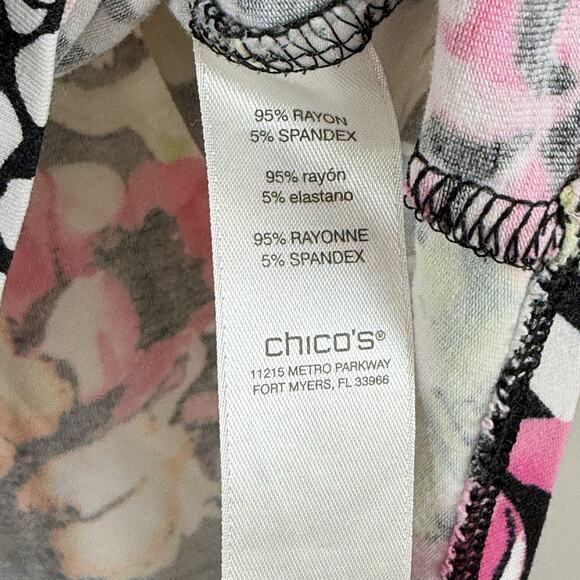 95% RAYON
5% SPANDEX
95% rayón
5% elastano
95% RAYONNE
5% SPANDEX
chico's®
11215 METRO PARKWAY
FORT MYERS, FL 33966